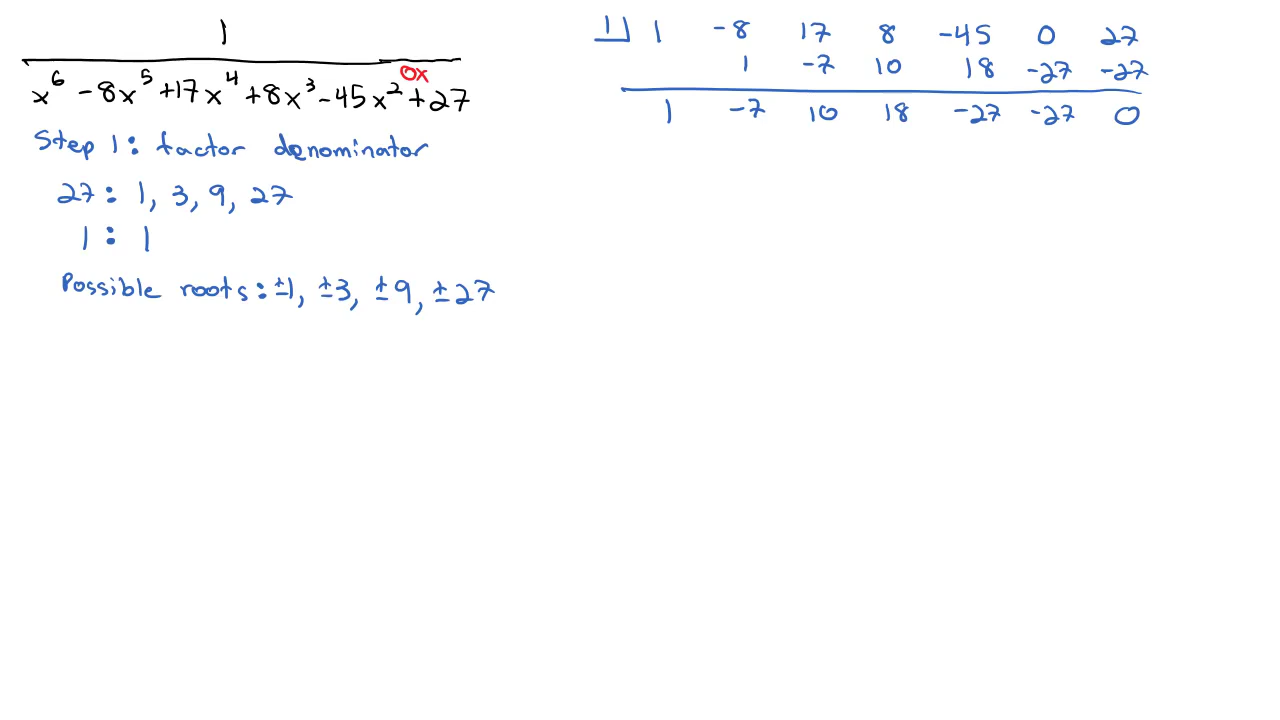 1
x^6 - 8x^5 + 17x^4 + 8x^3 - 45x^2 + 27
0x
Step 1: factor denominator
27: 1, 3, 9, 27
1: 1
Possible roots: ±1, ±3, ±9, ±27
1 1 -8 17 8 -45 0 27
1 -7 10 18 -27 -27
1 -7 10 18 -27 -27 0